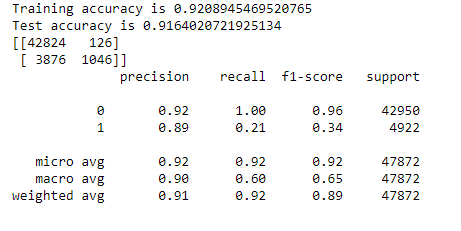 Training accuracy is 0.9208945469520765
Test accuracy is 0.9164020721925134
[[42824   126]
 [ 3876  1046]]
              precision    recall  f1-score   support

           0       0.92      1.00      0.96     42950
           1       0.89      0.21      0.34      4922

   micro avg       0.92      0.92      0.92     47872
   macro avg       0.90      0.60      0.65     47872
weighted avg       0.91      0.92      0.89     47872